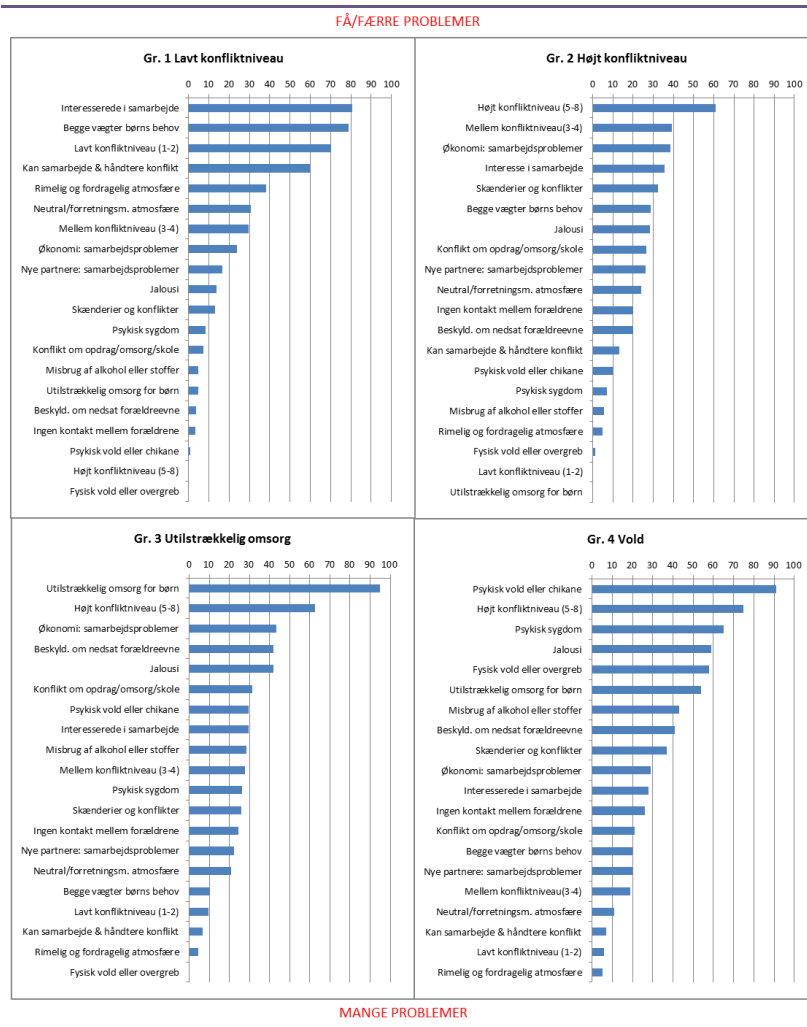 FÅ/FÆRRE PROBLEMER
Gr. 1 Lavt konfliktniveau
0 10 20 30 40 50 60 70 80 90 100
Interesserede i samarbejde
Begge vægter børns behov
Lavt konfliktniveau (1-2)
Kan samarbejde & håndtere konflikt
Rimelig og fordragelig atmosfære
Neutral/forretningsm. atmosfære
Mellem konfliktniveau (3-4)
Økonomi: samarbejdsproblemer
Nye partnere: samarbejdsproblemer
Jalousi
Skænderier og konflikter
Psykisk sygdom
Konflikt om opdrag/omsorg/skole
Misbrug af alkohol eller stoffer
Utilstrækkelig omsorg for børn
Beskyld. om nedsat forældreevne
Ingen kontakt mellem forældrene
Psykisk vold eller chikane
Højt konfliktniveau (5-8)
Fysisk vold eller overgreb
Gr. 2 Højt konfliktniveau
0 10 20 30 40 50 60 70 80 90 100
Højt konfliktniveau (5-8)
Mellem konfliktniveau(3-4)
Økonomi: samarbejdsproblemer
Interesse i samarbejde
Skænderier og konflikter
Begge vægter børns behov
Jalousi
Konflikt om opdrag/omsorg/skole
Nye partnere: samarbejdsproblemer
Neutral/forretningsm. atmosfære
Ingen kontakt mellem forældrene
Beskyld. om nedsat forældreevne
Kan samarbejde & håndtere konflikt
Psykisk vold eller chikane
Psykisk sygdom
Misbrug af alkohol eller stoffer
Rimelig og fordragelig atmosfære
Fysisk vold eller overgreb
Lavt konfliktniveau (1-2)
Utilstrækkelig omsorg for børn
Gr. 3 Utilstrækkelig omsorg
0 10 20 30 40 50 60 70 80 90 100
Utilstrækkelig omsorg for børn
Højt konfliktniveau (5-8)
Økonomi: samarbejdsproblemer
Beskyld. om nedsat forældreevne
Jalousi
Konflikt om opdrag/omsorg/skole
Psykisk vold eller chikane
Interesserede i samarbejde
Misbrug af alkohol eller stoffer
Mellem konfliktniveau (3-4)
Psykisk sygdom
Skænderier og konflikter
Ingen kontakt mellem forældrene
Nye partnere: samarbejdsproblemer
Neutral/forretningsm. atmosfære
Begge vægter børns behov
Lavt konfliktniveau (1-2)
Kan samarbejde & håndtere konflikt
Rimelig og fordragelig atmosfære
Fysisk vold eller overgreb
Gr. 4 Vold
0 10 20 30 40 50 60 70 80 90 100
Psykisk vold eller chikane
Højt konfliktniveau (5-8)
Psykisk sygdom
Jalousi
Fysisk vold eller overgreb
Utilstrækkelig omsorg for børn
Misbrug af alkohol eller stoffer
Beskyld. om nedsat forældreevne
Skænderier og konflikter
Økonomi: samarbejdsproblemer
Interesserede i samarbejde
Ingen kontakt mellem forældrene
Konflikt om opdrag/omsorg/skole
Begge vægter børns behov
Nye partnere: samarbejdsproblemer
Mellem konfliktniveau(3-4)
Neutral/forretningsm. atmosfære
Kan samarbejde & håndtere konflikt
Lavt konfliktniveau (1-2)
Rimelig og fordragelig atmosfære
MANGE PROBLEMER